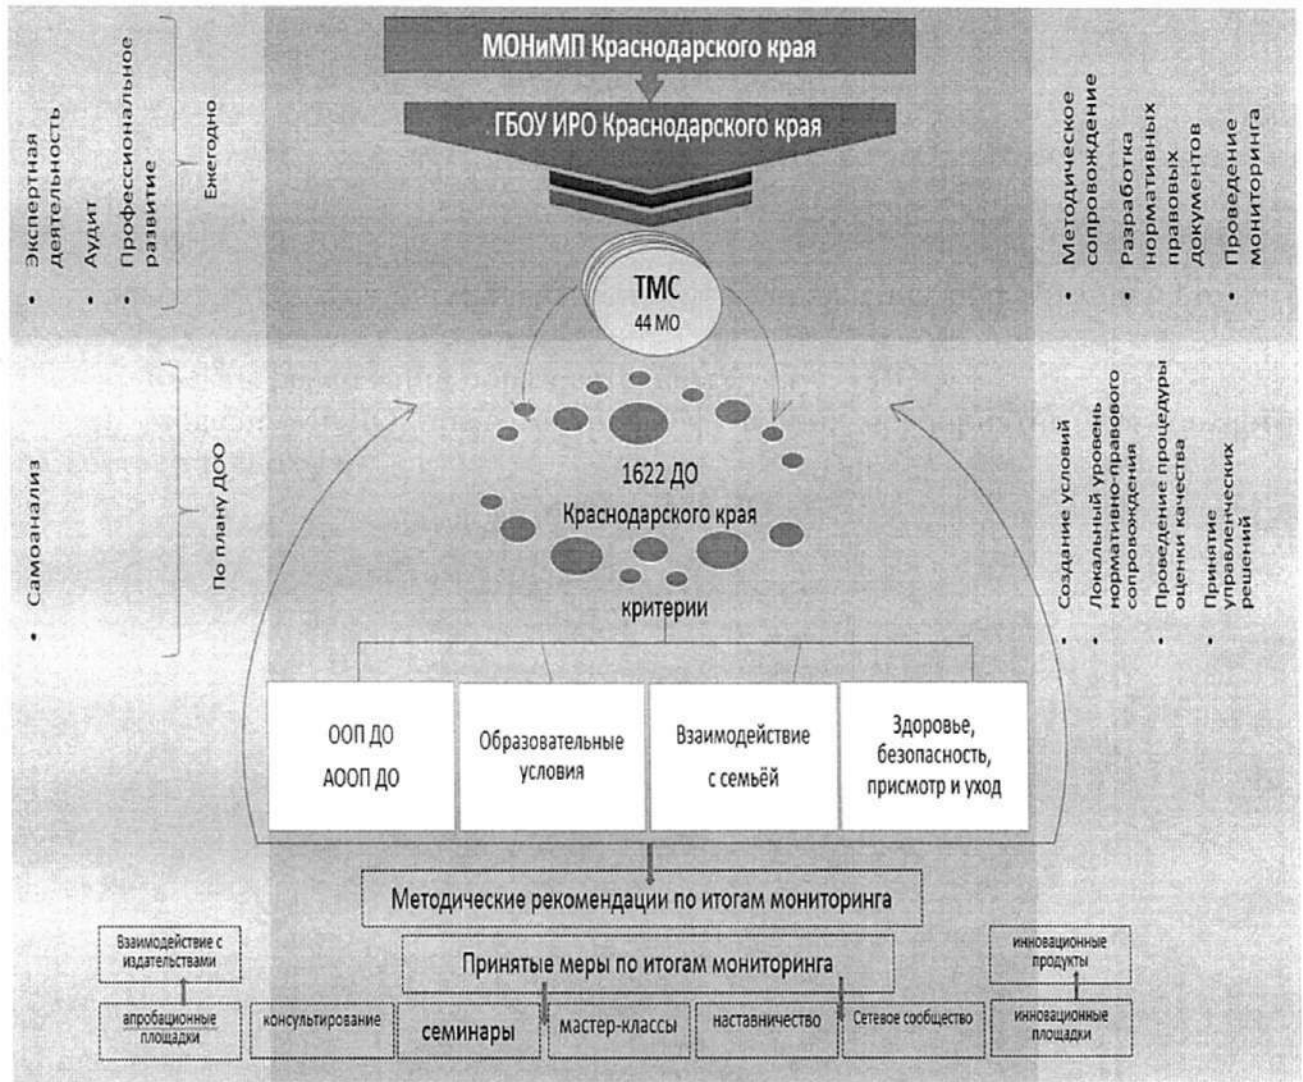 МОНиМП Краснодарского края
ГБОУ ИРО Краснодарского края
• Экспертная
деятельность
• Аудит
• Профессиональное
развитие
Ежегодно
• Методическое
сопровождение
• Разработка
нормативных
правовых
документов
• Проведение
мониторинга
ТМС
44 МО
• Самоанализ
По плану ДОО
1622 ДО
Краснодарского края
критерии
• Создание условий
• Локальный уровень
нормативно-правового
сопровождения
• Проведение процедуры
оценки качества
• Принятие
управленческих
решений
ООП ДО
АООП ДО
Образовательные
условия
Взаимодействие
с семьёй
Здоровье,
безопасность,
присмотр и уход
Методические рекомендации по итогам мониторинга
Взаимодействие с
издательствами
Принятые меры по итогам мониторинга
инновационные
продукты
апробационные
площадки
консультирование
семинары
мастер-классы
наставничество
Сетевое сообщество
инновационные
площадки